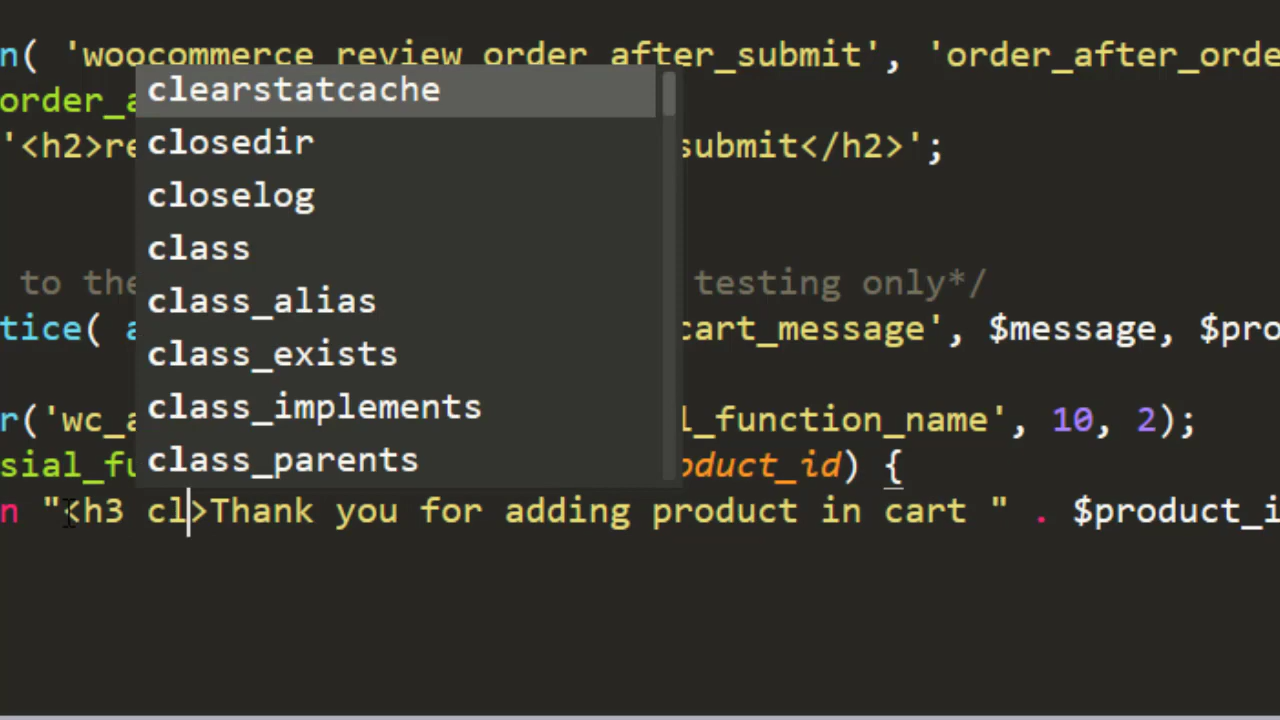 n( 'woocommerce_review_order_after_submit', 'order_after_orde
order_a
'<h2>re submit</h2>';
to the testing only*/
tice( a cart_message', $message, $pro
r('wc_a l_function_name', 10, 2);
sial_fu oduct_id) {
n "<h3 cl>Thank you for adding product in cart " . $product_i
clearstatcache
closedir
closelog
class
class_alias
class_exists
class_implements
class_parents